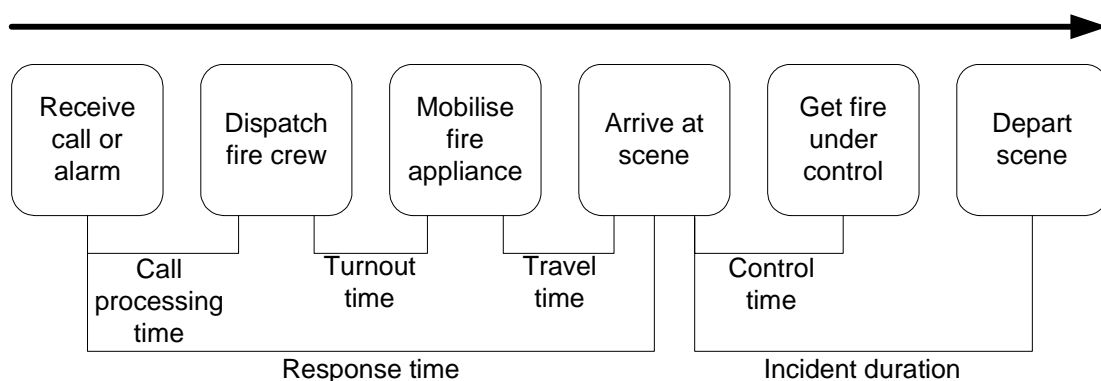 Receive
call or
alarm
Dispatch
fire crew
Mobilise
fire
appliance
Arrive at
scene
Get fire
under
control
Depart
scene
Call
processing
time
Turnout
time
Travel
time
Control
time
Response time
Incident duration